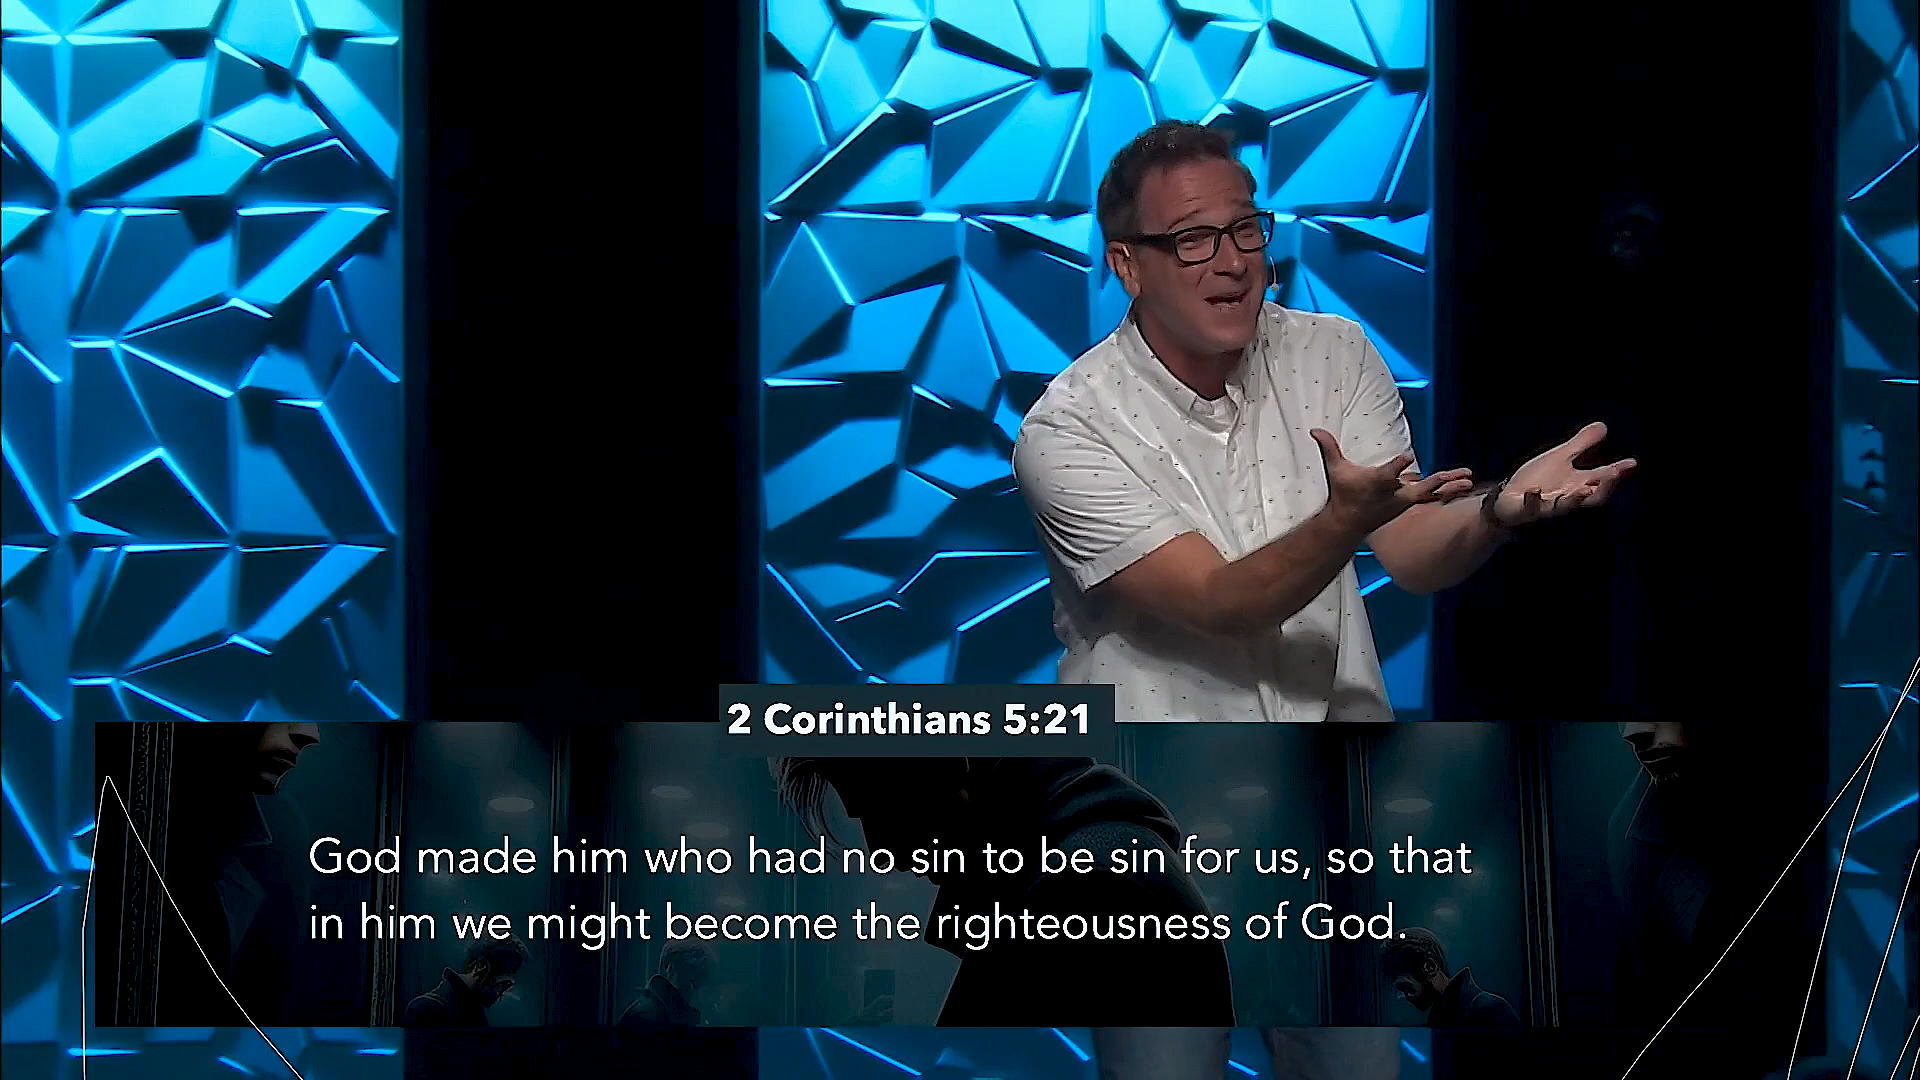 2 Corinthians 5:21
God made him who had no sin to be sin for us, so that
in him we might become the righteousness of God.